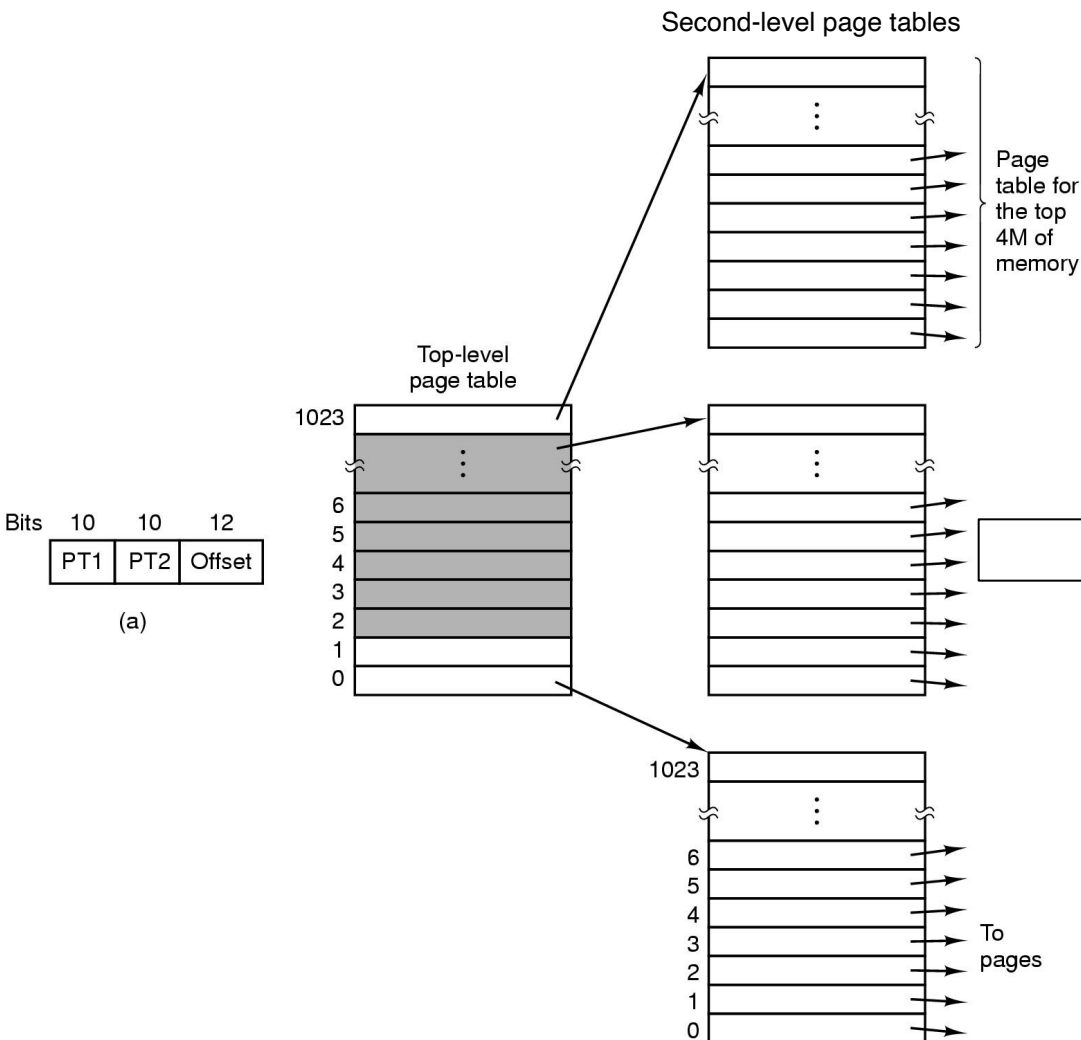 Second-level page tables
Page
table for
the top
4M of
memory
Top-level
page table
1023
6
5
4
3
2
1
0
Bits 10 10 12
PT1 PT2 Offset
(a)
1023
6
5
4
3
2
1
0
To
pages